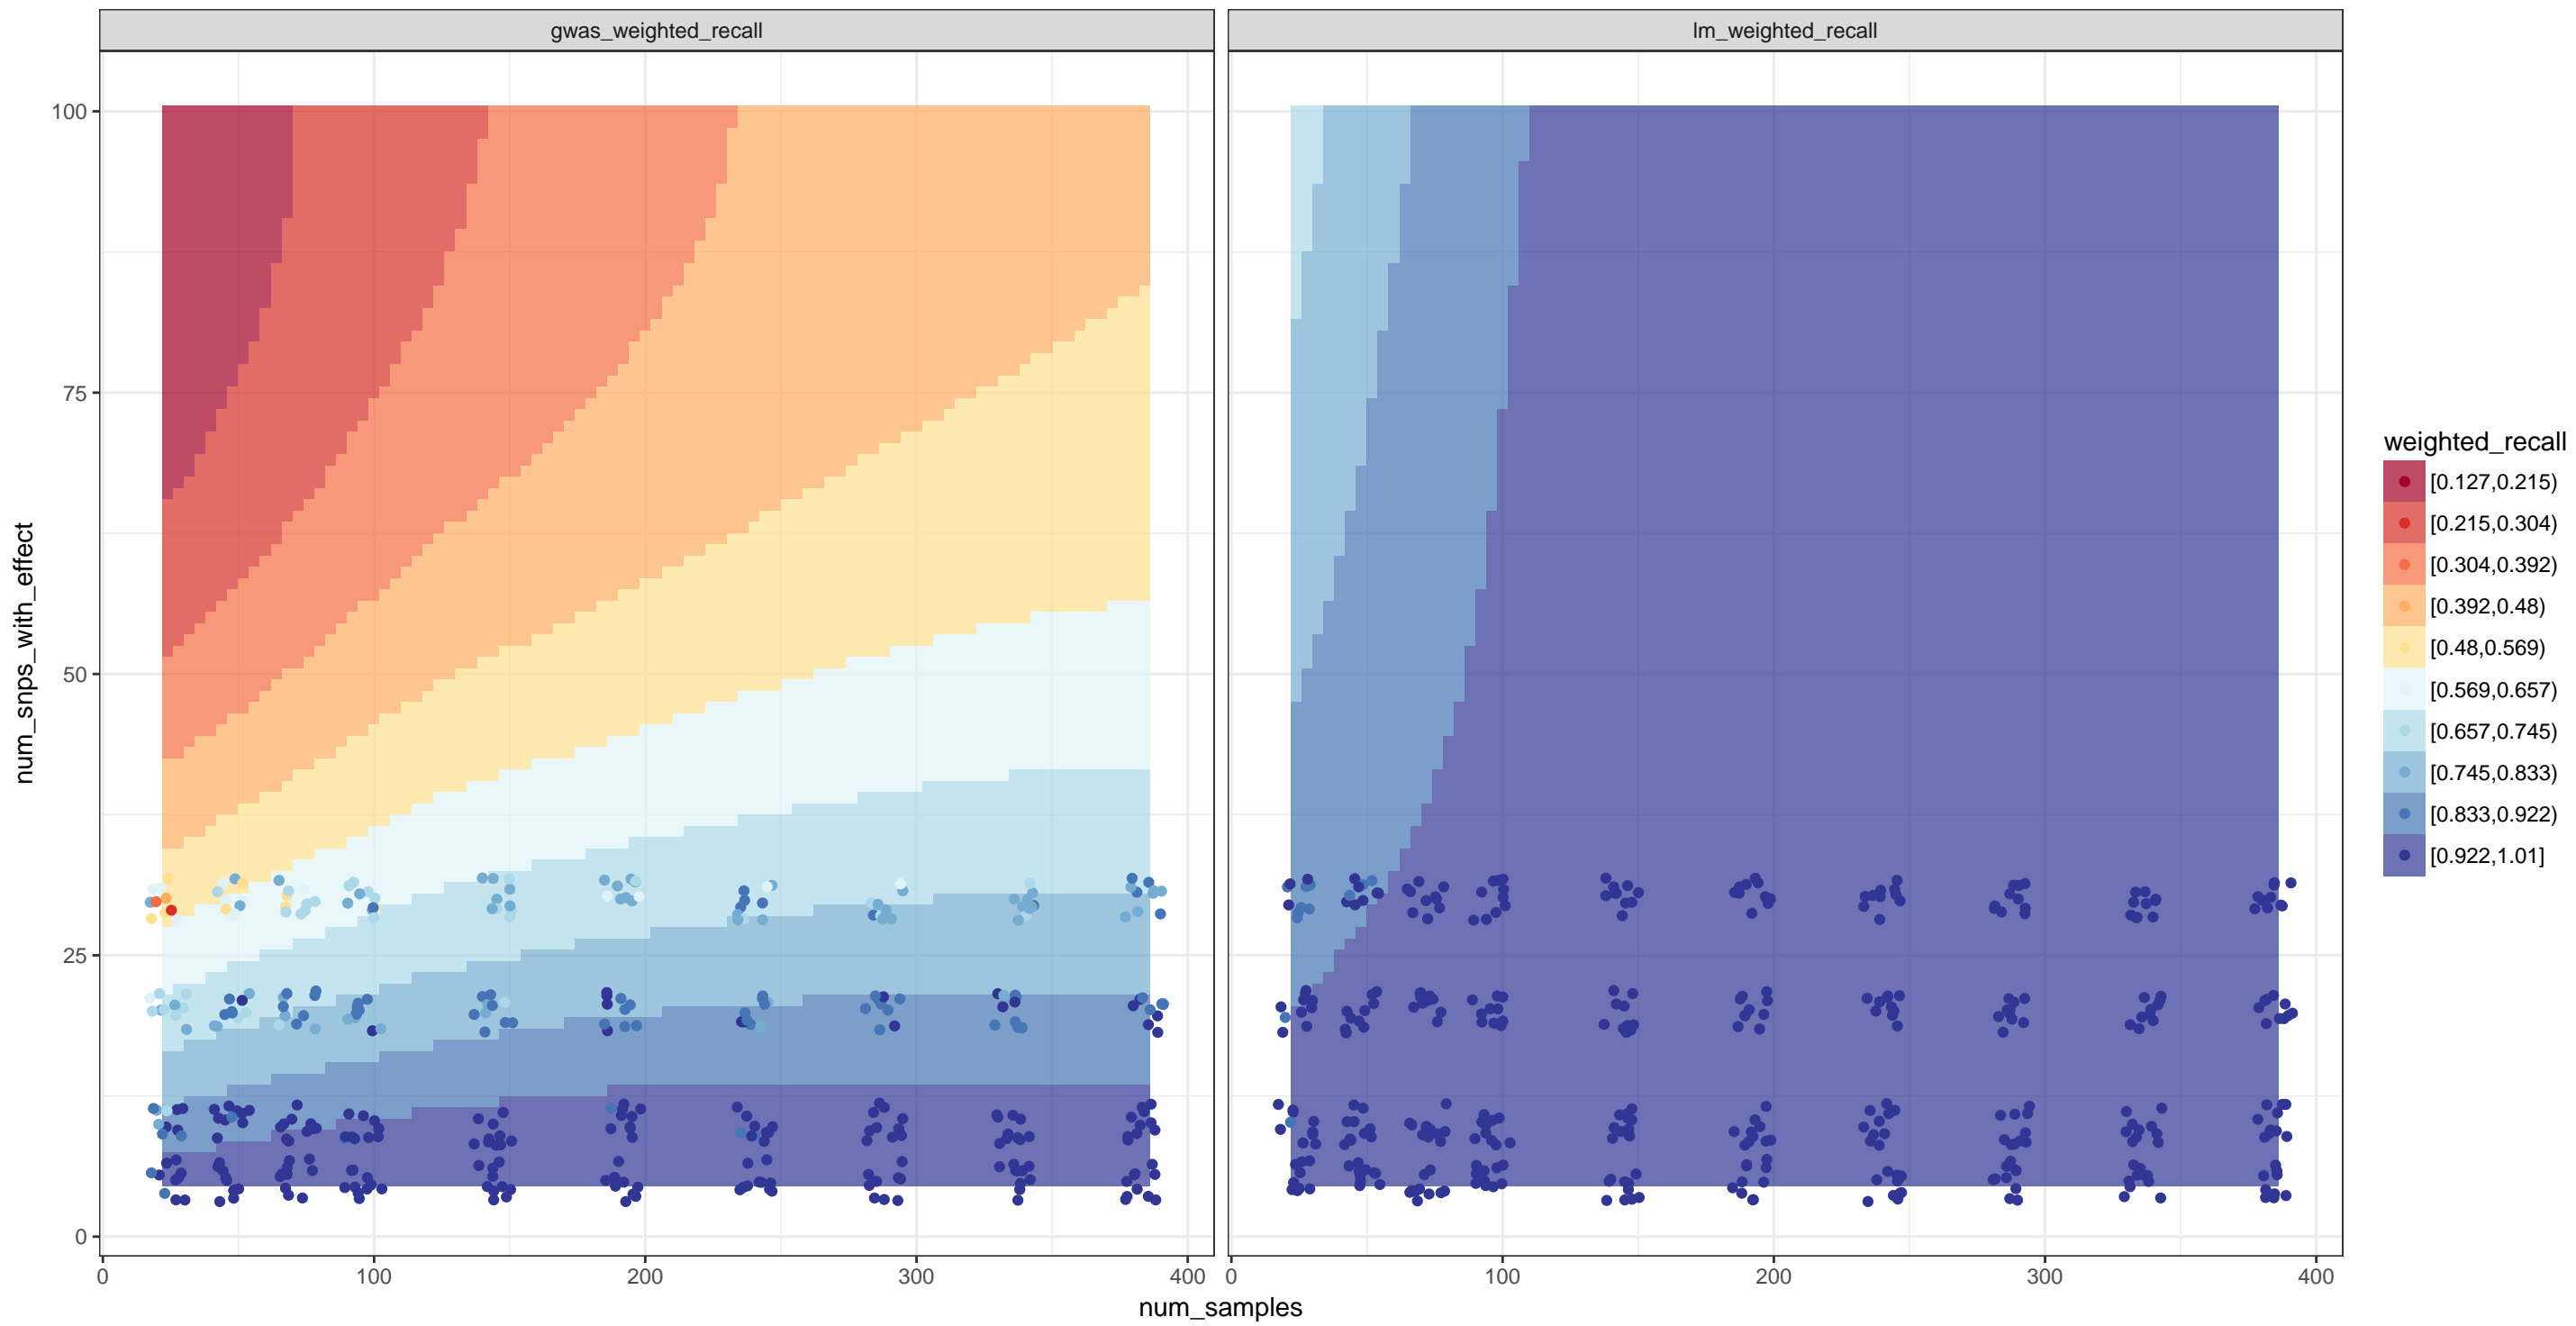 gwas_weighted_recall
lm_weighted_recall
num_snps_with_effect
100
75
50
25
0
0 100 200 300 400
0 100 200 300 400
num_samples
weighted_recall
[0.127,0.215)
[0.215,0.304)
[0.304,0.392)
[0.392,0.48)
[0.48,0.569)
[0.569,0.657)
[0.657,0.745)
[0.745,0.833)
[0.833,0.922)
[0.922,1.01]